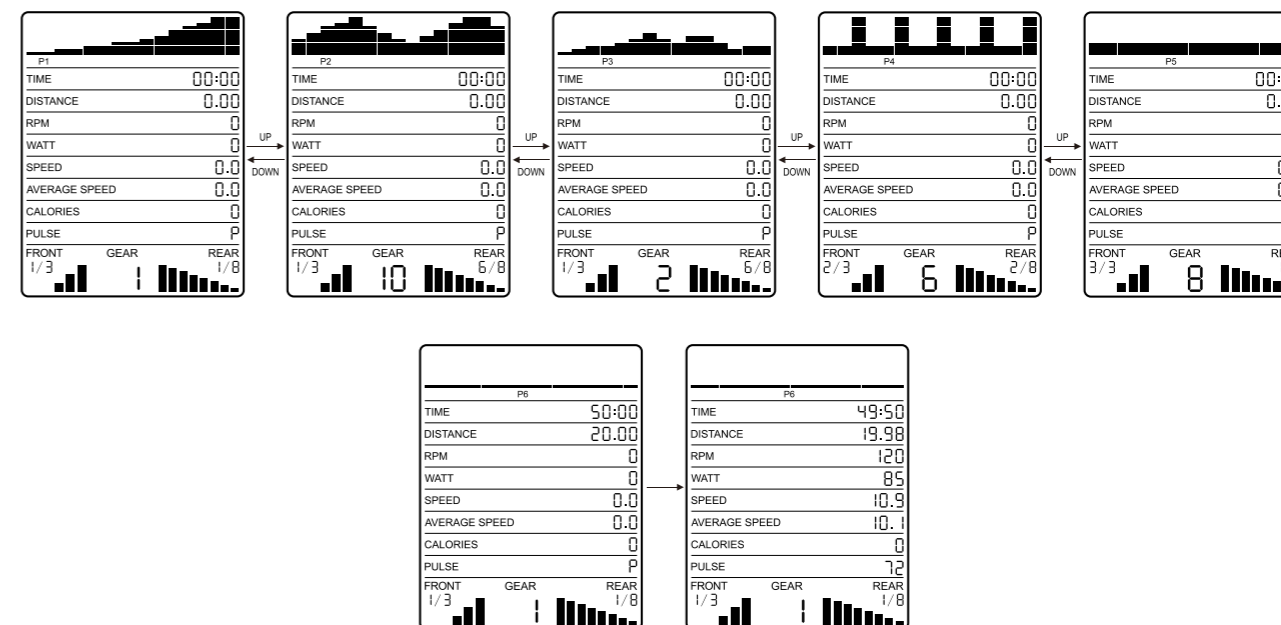 P1
TIME 00:00
DISTANCE 0.00
RPM 0
WATT 0
SPEED 0.0
AVERAGE SPEED 0.0
CALORIES 0
PULSE P
FRONT GEAR REAR
1/3 1/8
1
UP
DOWN
P2
TIME 00:00
DISTANCE 0.00
RPM 0
WATT 0
SPEED 0.0
AVERAGE SPEED 0.0
CALORIES 0
PULSE P
FRONT GEAR REAR
1/3 6/8
10
UP
DOWN
P3
TIME 00:00
DISTANCE 0.00
RPM 0
WATT 0
SPEED 0.0
AVERAGE SPEED 0.0
CALORIES 0
PULSE P
FRONT GEAR REAR
1/3 6/8
2
UP
DOWN
P4
TIME 00:00
DISTANCE 0.00
RPM 0
WATT 0
SPEED 0.0
AVERAGE SPEED 0.0
CALORIES 0
PULSE P
FRONT GEAR REAR
2/3 2/8
6
UP
DOWN
P5
TIME 00:
DISTANCE 0.
RPM
WATT
SPEED
AVERAGE SPEED
CALORIES
PULSE
FRONT GEAR
3/3
8
P6
TIME 50:00
DISTANCE 20.00
RPM 0
WATT 0
SPEED 0.0
AVERAGE SPEED 0.0
CALORIES 0
PULSE P
FRONT GEAR REAR
1/3 1/8
1
P6
TIME 49:50
DISTANCE 19.98
RPM 120
WATT 85
SPEED 10.9
AVERAGE SPEED 10.1
CALORIES 0
PULSE 72
FRONT GEAR REAR
1/3 1/8
1